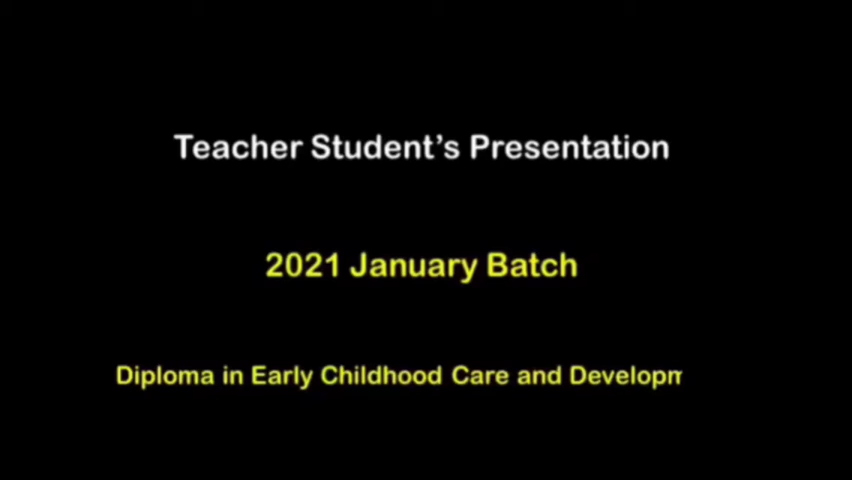 Teacher Student's Presentation
2021 January Batch
Diploma in Early Childhood Care and Developm